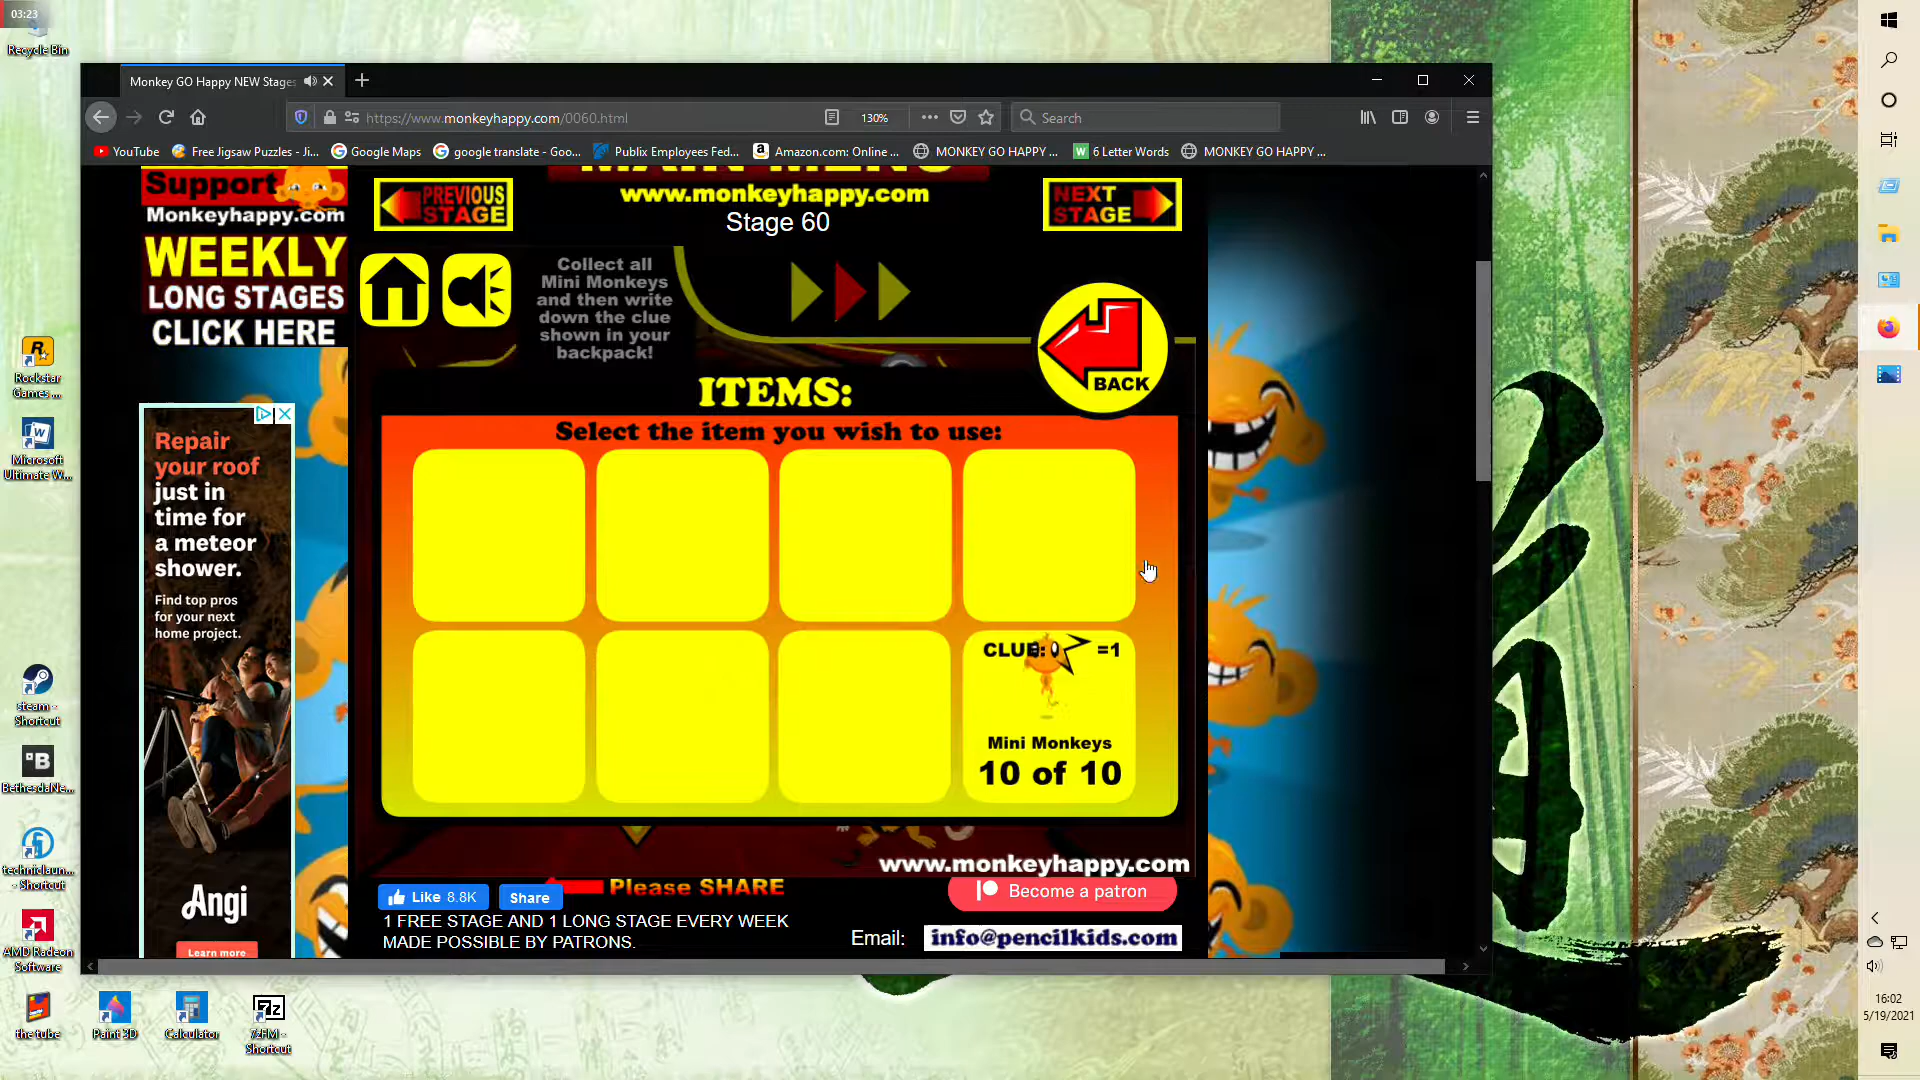 03:23
Recycle Bin
Monkey GO Happy NEW Stages
https://www.monkeyhappy.com/0060.html
130%
Search
YouTube
Free Jigsaw Puzzles - Ji...
Google Maps
google translate - Goo...
Publix Employees Fed...
Amazon.com: Online ...
MONKEY GO HAPPY ...
6 Letter Words
MONKEY GO HAPPY ...
Support
Monkeyhappy.com
WEEKLY
LONG STAGES
CLICK HERE
PREVIOUS
STAGE
MAIN MENU
www.monkeyhappy.com
Stage 60
NEXT
STAGE
Collect all
Mini Monkeys
and then write
down the clue
shown in your
backpack!
BACK
ITEMS:
Select the item you wish to use:
CLUE: =1
Mini Monkeys
10 of 10
www.monkeyhappy.com
Like 8.8K
Share
Please SHARE
Become a patron
1 FREE STAGE AND 1 LONG STAGE EVERY WEEK
MADE POSSIBLE BY PATRONS.
Email: info@pencilkids.com
Repair
your roof
just in
time for
a meteor
shower.
Find top pros
for your next
home project.
Angi
Learn more
Rockstar
Games ...
Microsoft
Ultimate W...
steam -
Shortcut
BethesdaNe...
techniclaun...
- Shortcut
AMD Radeon
Software
the tube
Paint 3D
Calculator
7zFM -
Shortcut
16:02
5/19/2021